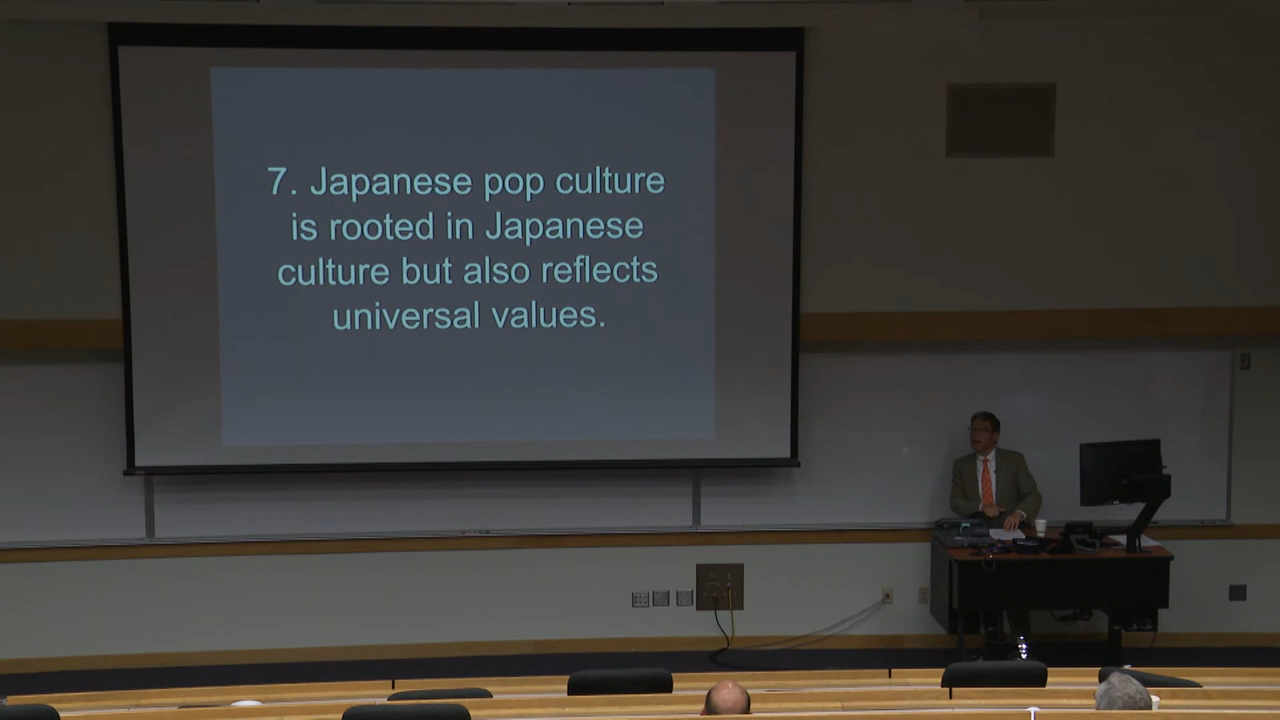 7. Japanese pop culture
is rooted in Japanese
culture but also reflects
universal values.